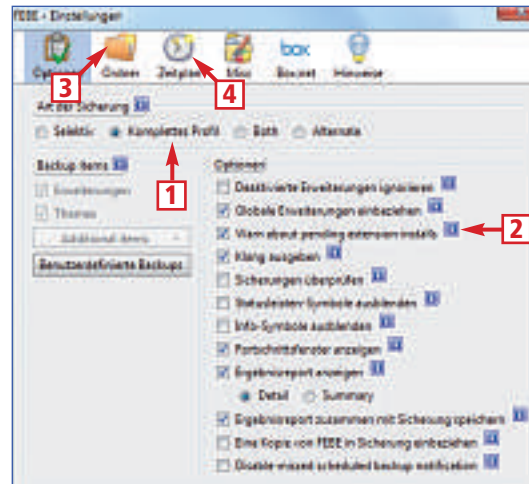 FEBE - Einstellungen
Optionen Ordner Zeitplan Misc Box.net Hinweise
3
4
Art der Sicherung
Selektiv Komplettes Profil Both Alternate
1
Backup items
Erweiterungen
Themes
Additional items
Benutzerdefinierte Backups
Optionen
Deaktivierte Erweiterungen ignorieren
Globale Erweiterungen einbeziehen
Warn about pending extension installs
2
Klang ausgeben
Sicherungen überprüfen
Statusleisten-Symbole ausblenden
Info-Symbole ausblenden
Fortschrittsfenster anzeigen
Ergebnisreport anzeigen
Detail Summary
Ergebnisreport zusammen mit Sicherung speichern
Eine Kopie von FEBE in Sicherung einbeziehen
Disable missed scheduled backup notification